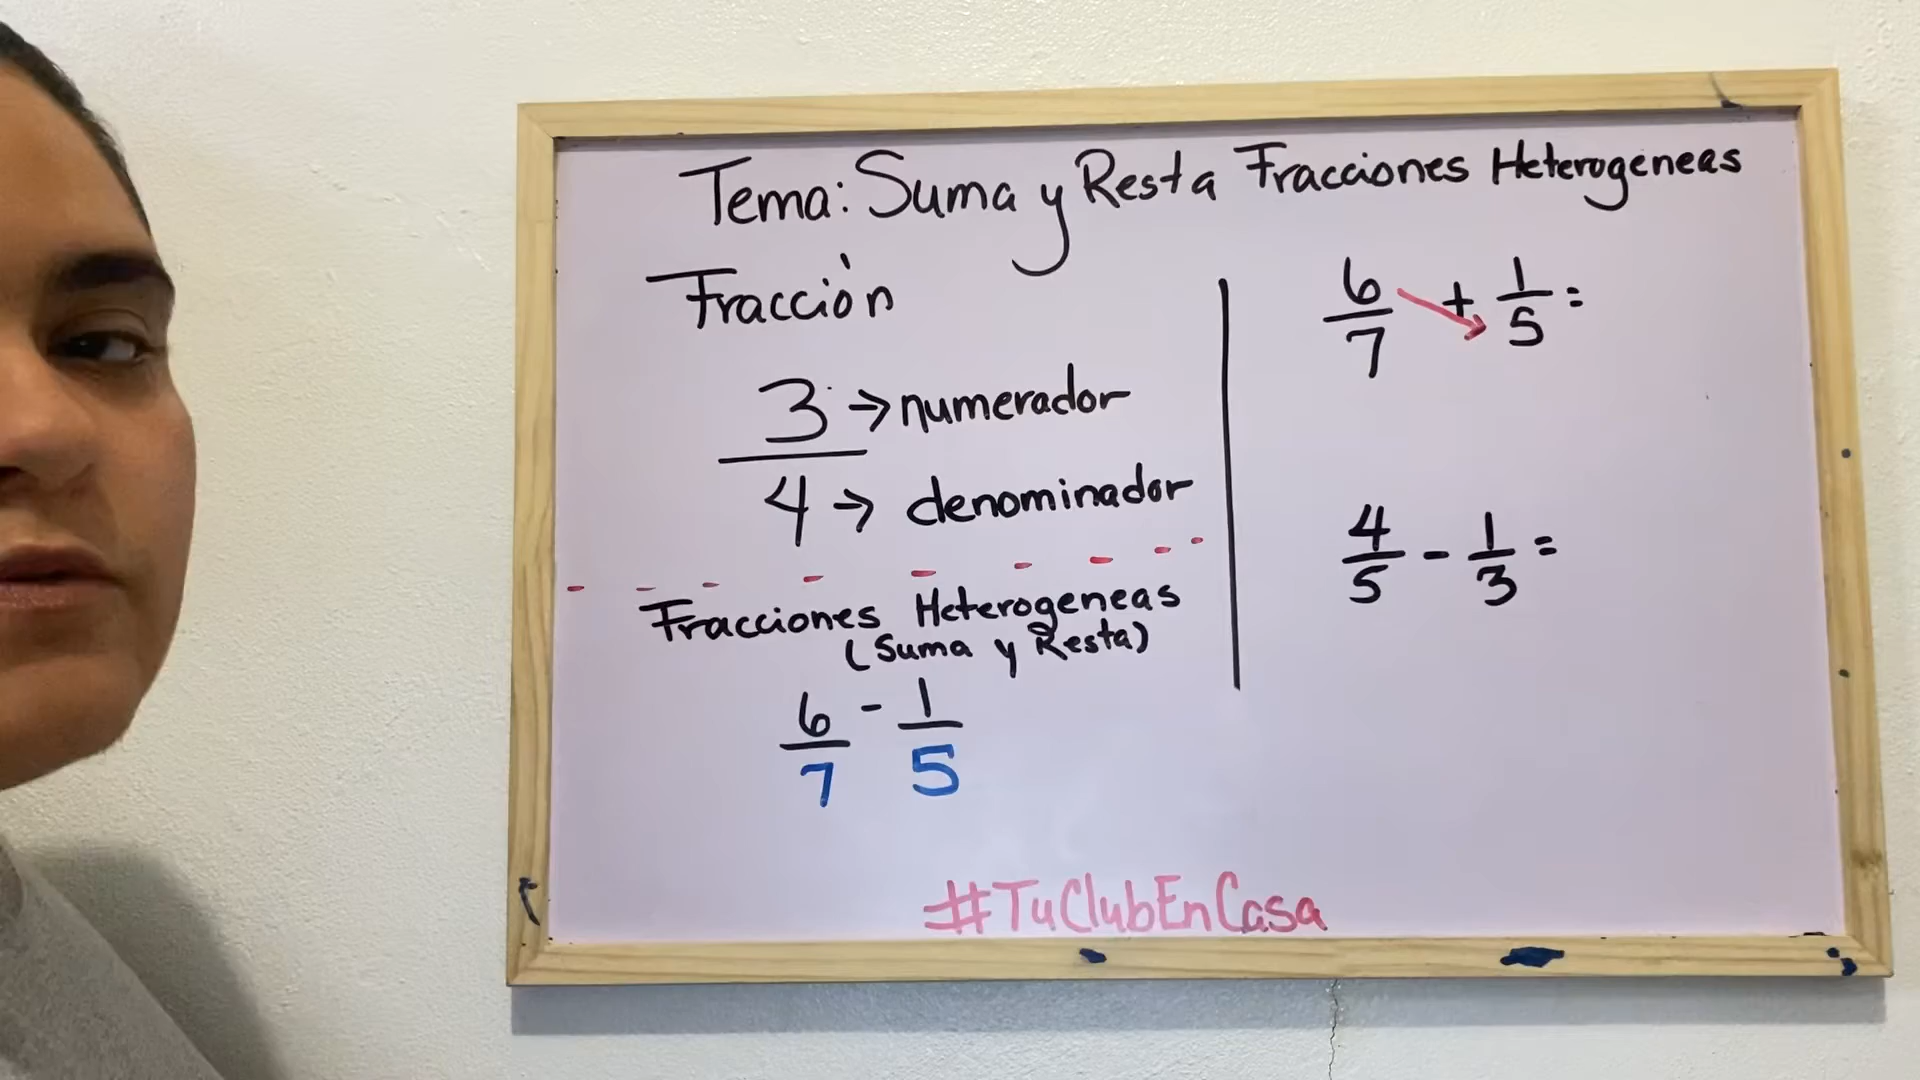 Tema: Suma y Resta Fracciones Heterogeneas
Fracción
3 → numerador
4 → denominador
Fracciones Heterogeneas
(Suma y Resta)
6/7 - 1/5
6/7 + 1/5 =
4/5 - 1/3 =
#TuClubEnCasa